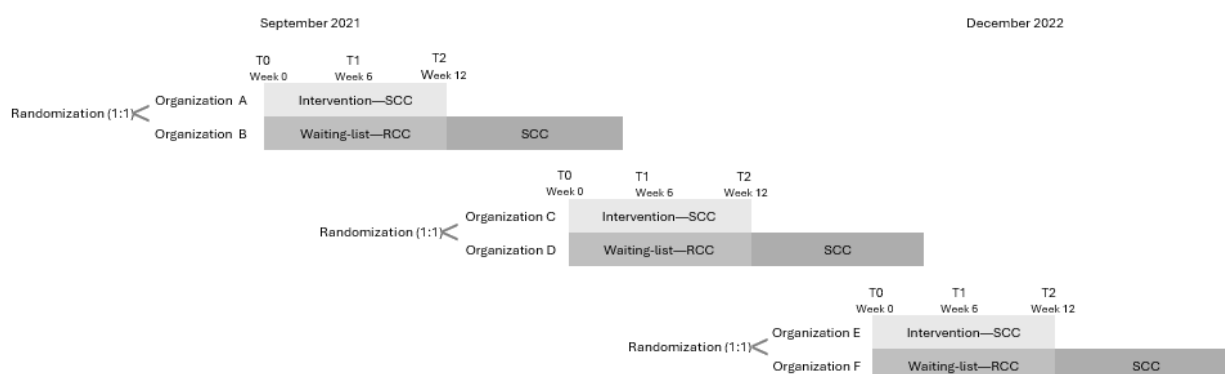 September 2021 December 2022
T0 T1 T2
Week 0 Week 6 Week 12
Organization A Intervention—SCC
Randomization (1:1)
Organization B Waiting-list—RCC SCC
T0 T1 T2
Week 0 Week 6 Week 12
Organization C Intervention—SCC
Randomization (1:1)
Organization D Waiting-list—RCC SCC
T0 T1 T2
Week 0 Week 6 Week 12
Organization E Intervention—SCC
Randomization (1:1)
Organization F Waiting-list—RCC SCC